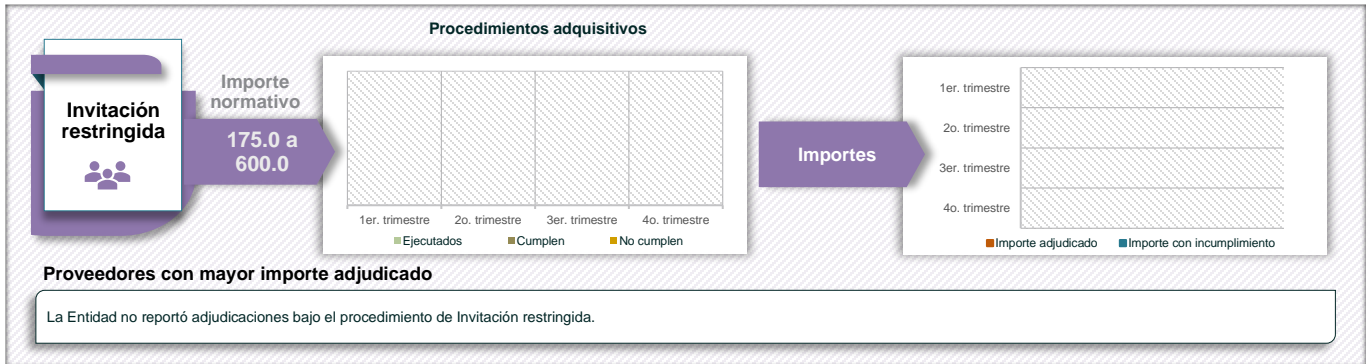 Procedimientos adquisitivos
Invitación
restringida
Importe
normativo
175.0 a
600.0
1er. trimestre 2o. trimestre 3er. trimestre 4o. trimestre
Ejecutados Cumplen No cumplen
Importes
1er. trimestre
2o. trimestre
3er. trimestre
4o. trimestre
Importe adjudicado Importe con incumplimiento
Proveedores con mayor importe adjudicado
La Entidad no reportó adjudicaciones bajo el procedimiento de Invitación restringida.